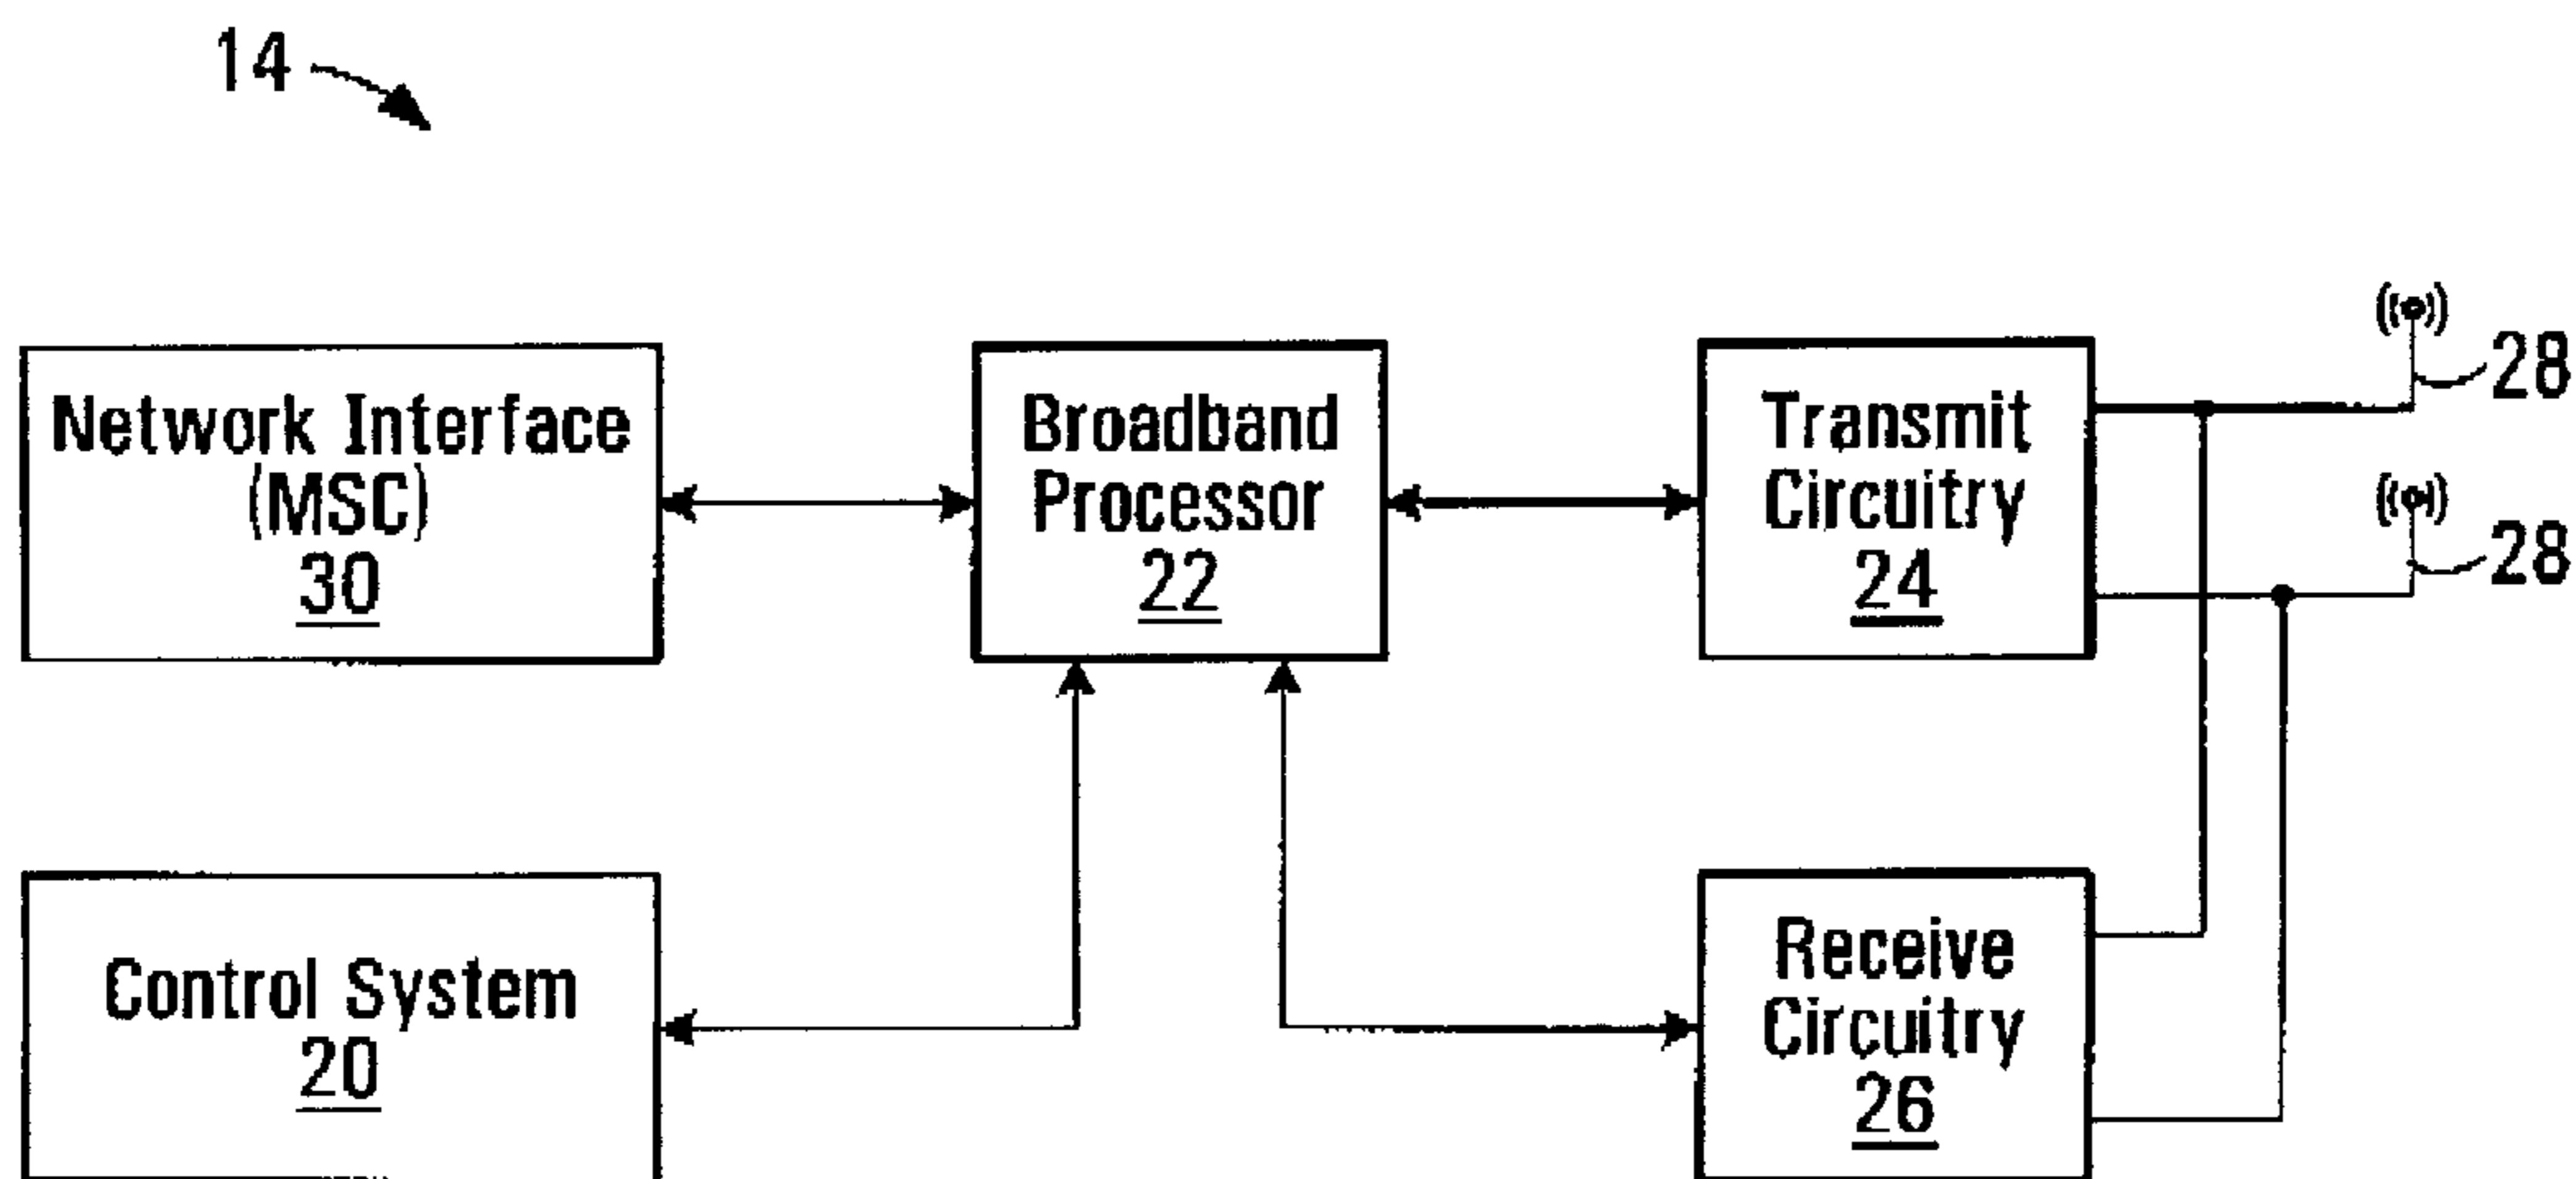 14
Network Interface
(MSC)
30
Broadband
Processor
22
Transmit
Circuitry
24
28
28
Control System
20
Receive
Circuitry
26